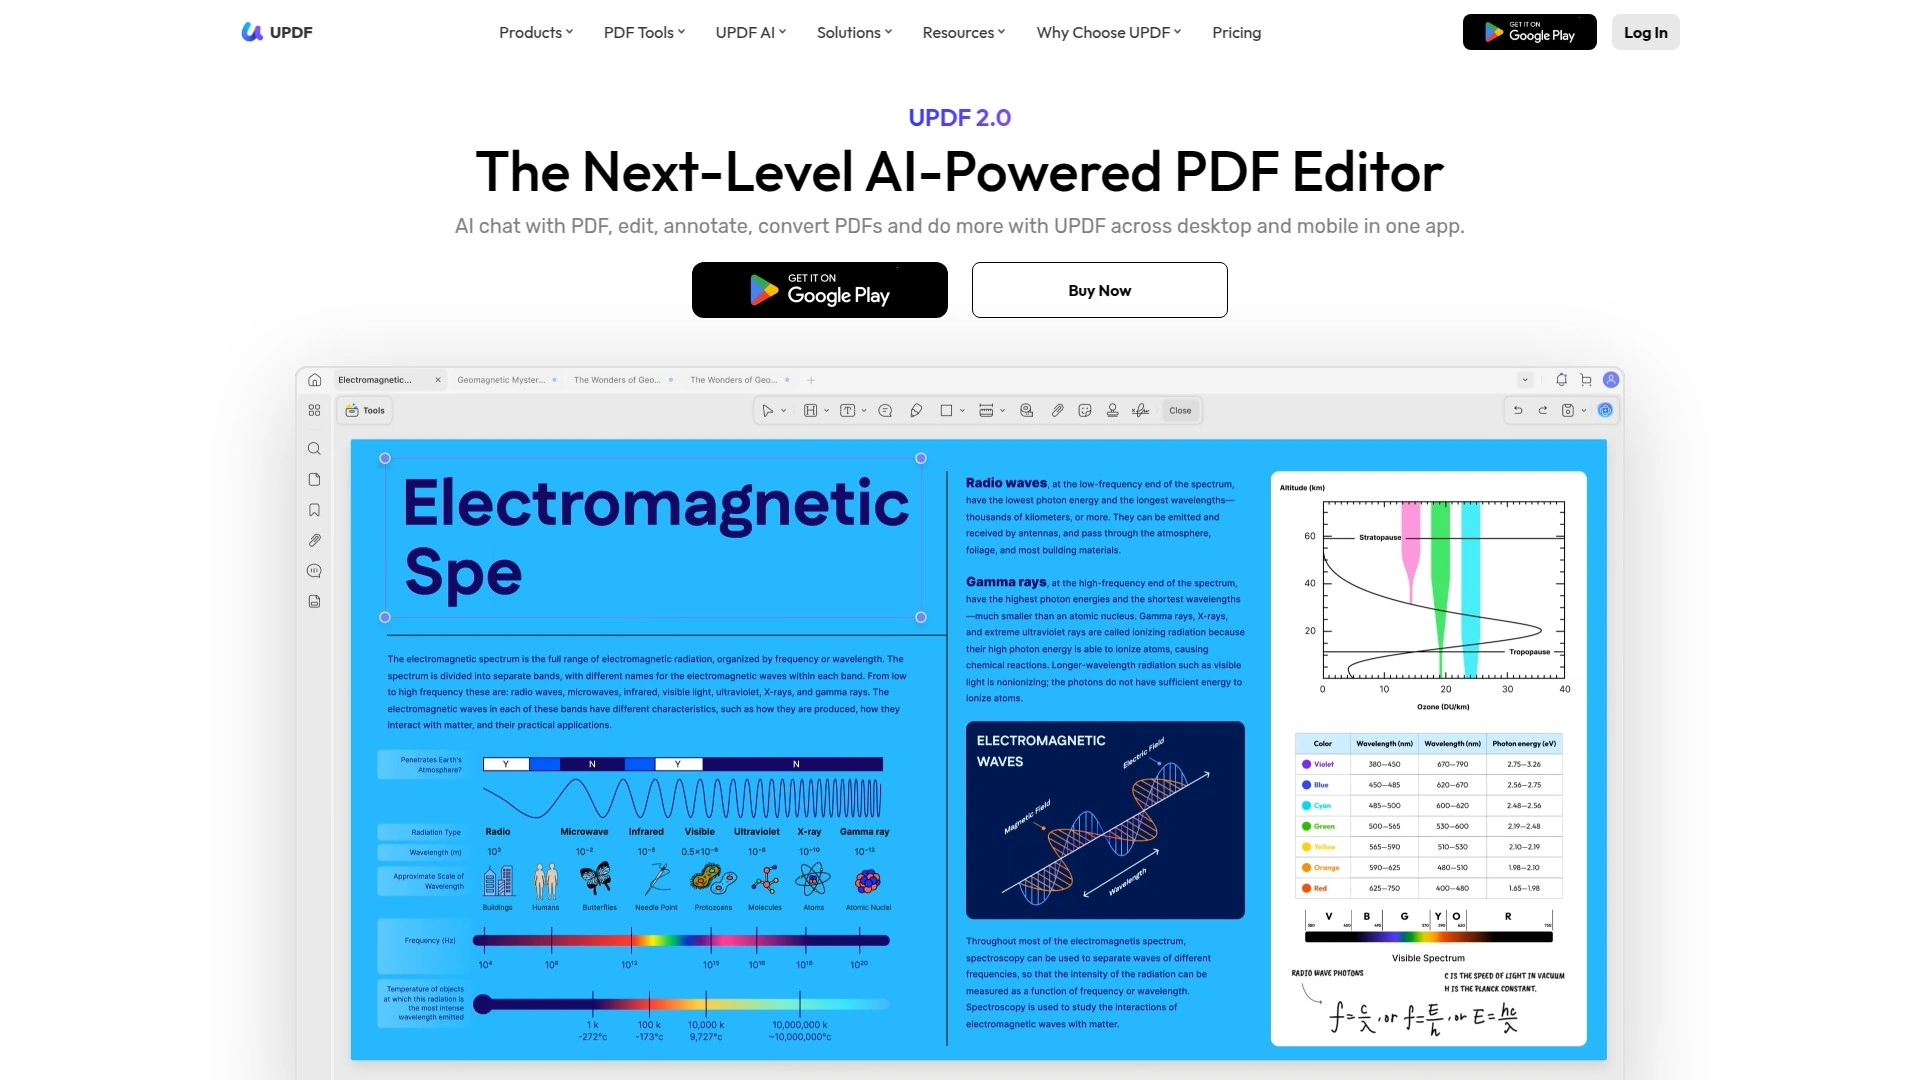 UPDF
Products
PDF Tools
UPDF AI
Solutions
Resources
Why Choose UPDF
Pricing
GET IT ON
Google Play
Log In
UPDF 2.0
The Next-Level AI-Powered PDF Editor
AI chat with PDF, edit, annotate, convert PDFs and do more with UPDF across desktop and mobile in one app.
GET IT ON
Google Play
Buy Now
Electromagnetic...
Geomagnetic Myster...
The Wonders of Geo...
The Wonders of Geo...
Tools
Close
Electromagnetic
Spe
The electromagnetic spectrum is the full range of electromagnetic radiation, organized by frequency or wavelength. The
spectrum is divided into separate bands, with different names for the electromagnetic waves within each band. From low
to high frequency these are: radio waves, microwaves, infrared, visible light, ultraviolet, X-rays, and gamma rays. The
electromagnetic waves in each of these bands have different characteristics, such as how they are produced, how they
interact with matter, and their practical applications.
Penetrates Earth's
Atmosphere?
Y N Y N
Radiation Type
Radio Microwave Infrared Visible Ultraviolet X-ray Gamma ray
Wavelength (m)
10³ 10⁻² 10⁻⁵ 0.5×10⁻⁶ 10⁻⁸ 10⁻¹⁰ 10⁻¹²
Approximate Scale of
Wavelength
Buildings Humans Butterflies Needle Point Protozoans Molecules Atoms Atomic Nuclei
Frequency (Hz)
10⁴ 10⁸ 10¹² 10¹⁵ 10¹⁶ 10¹⁸ 10²⁰
Temperature of objects
at which this radiation is
the most intense
wavelength emitted
1 k 100 k 10,000 k 10,000,000 k
-272°c -173°c 9,727°c ~10,000,000°c
Radio waves, at the low-frequency end of the spectrum,
have the lowest photon energy and the longest wavelengths—
thousands of kilometers, or more. They can be emitted and
received by antennas, and pass through the atmosphere,
foliage, and most building materials.
Gamma rays, at the high-frequency end of the spectrum,
have the highest photon energies and the shortest wavelengths
—much smaller than an atomic nucleus. Gamma rays, X-rays,
and extreme ultraviolet rays are called ionizing radiation because
their high photon energy is able to ionize atoms, causing
chemical reactions. Longer-wavelength radiation such as visible
light is nonionizing; the photons do not have sufficient energy to
ionize atoms.
ELECTROMAGNETIC
WAVES
Electric Field
Magnetic Field
Wavelength
Throughout most of the electromagnetis spectrum,
spectroscopy can be used to separate waves of different
frequencies, so that the intensity of the radiation can be
measured as a function of frequency or wavelength.
Spectroscopy is used to study the interactions of
electromagnetic waves with matter.
Altitude (km)
60
Stratopause
40
20
Tropopause
0 10 20 30 40
Ozone (DU/km)
Color Wavelength (nm) Wavelength (nm) Photon energy (eV)
Violet 380—450 670—790 2.75—3.26
Blue 450—485 620—670 2.56—2.75
Cyan 485—500 600—620 2.48—2.56
Green 500—565 530—600 2.19—2.48
Yellow 565—590 510—530 2.10—2.19
Orange 590—625 480—510 1.98—2.10
Red 625—750 400—480 1.65—1.98
V B G Y O R
Visible Spectrum
RADIO WAVE PHOTONS
C IS THE SPEED OF LIGHT IN VACUUM
H IS THE PLANCK CONSTANT.
f=c/λ, or f=E/h, or E=hc/λ